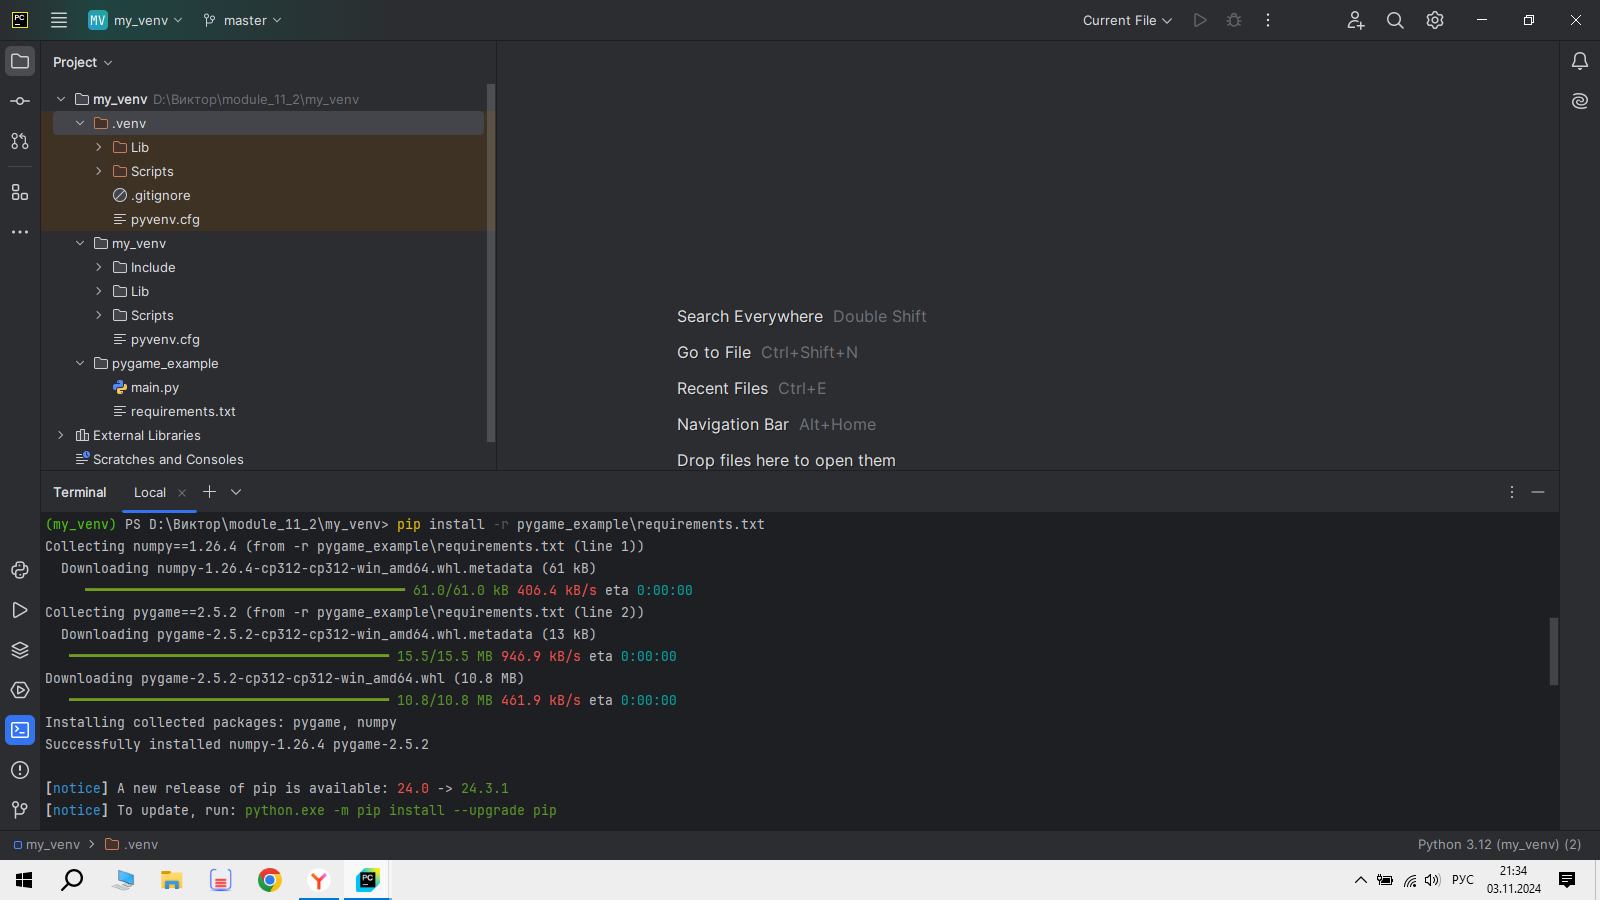 PC
MV my_venv
master
Current File
Project
my_venv D:\Виктор\module_11_2\my_venv
.venv
Lib
Scripts
.gitignore
pyvenv.cfg
my_venv
Include
Lib
Scripts
pyvenv.cfg
pygame_example
main.py
requirements.txt
External Libraries
Scratches and Consoles
Search Everywhere Double Shift
Go to File Ctrl+Shift+N
Recent Files Ctrl+E
Navigation Bar Alt+Home
Drop files here to open them
Terminal Local
(my_venv) PS D:\Виктор\module_11_2\my_venv> pip install -r pygame_example\requirements.txt
Collecting numpy==1.26.4 (from -r pygame_example\requirements.txt (line 1))
Downloading numpy-1.26.4-cp312-cp312-win_amd64.whl.metadata (61 kB)
61.0/61.0 kB 406.4 kB/s eta 0:00:00
Collecting pygame==2.5.2 (from -r pygame_example\requirements.txt (line 2))
Downloading pygame-2.5.2-cp312-cp312-win_amd64.whl.metadata (13 kB)
15.5/15.5 MB 946.9 kB/s eta 0:00:00
Downloading pygame-2.5.2-cp312-cp312-win_amd64.whl (10.8 MB)
10.8/10.8 MB 461.9 kB/s eta 0:00:00
Installing collected packages: pygame, numpy
Successfully installed numpy-1.26.4 pygame-2.5.2
[notice] A new release of pip is available: 24.0 -> 24.3.1
[notice] To update, run: python.exe -m pip install --upgrade pip
my_venv > .venv
Python 3.12 (my_venv) (2)
PC
РУС
21:34
03.11.2024